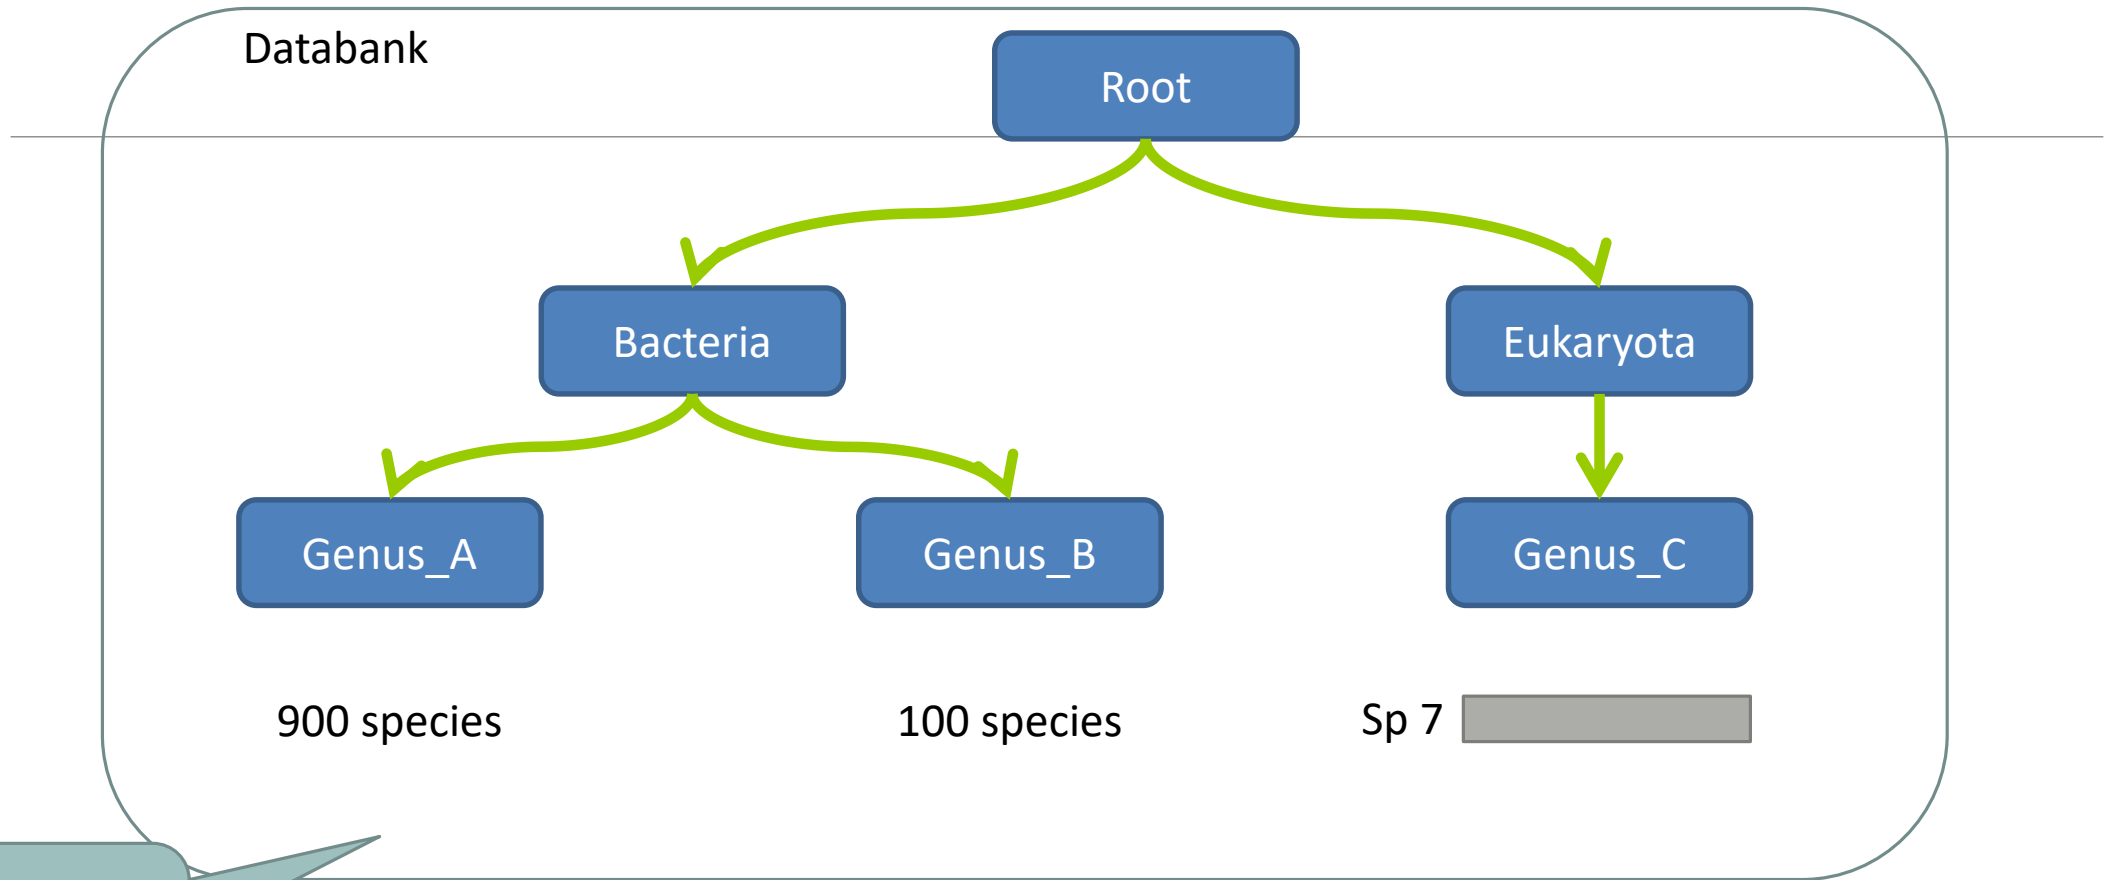 Databank
Root
Bacteria
Eukaryota
Genus_A
Genus_B
Genus_C
900 species
100 species
Sp 7